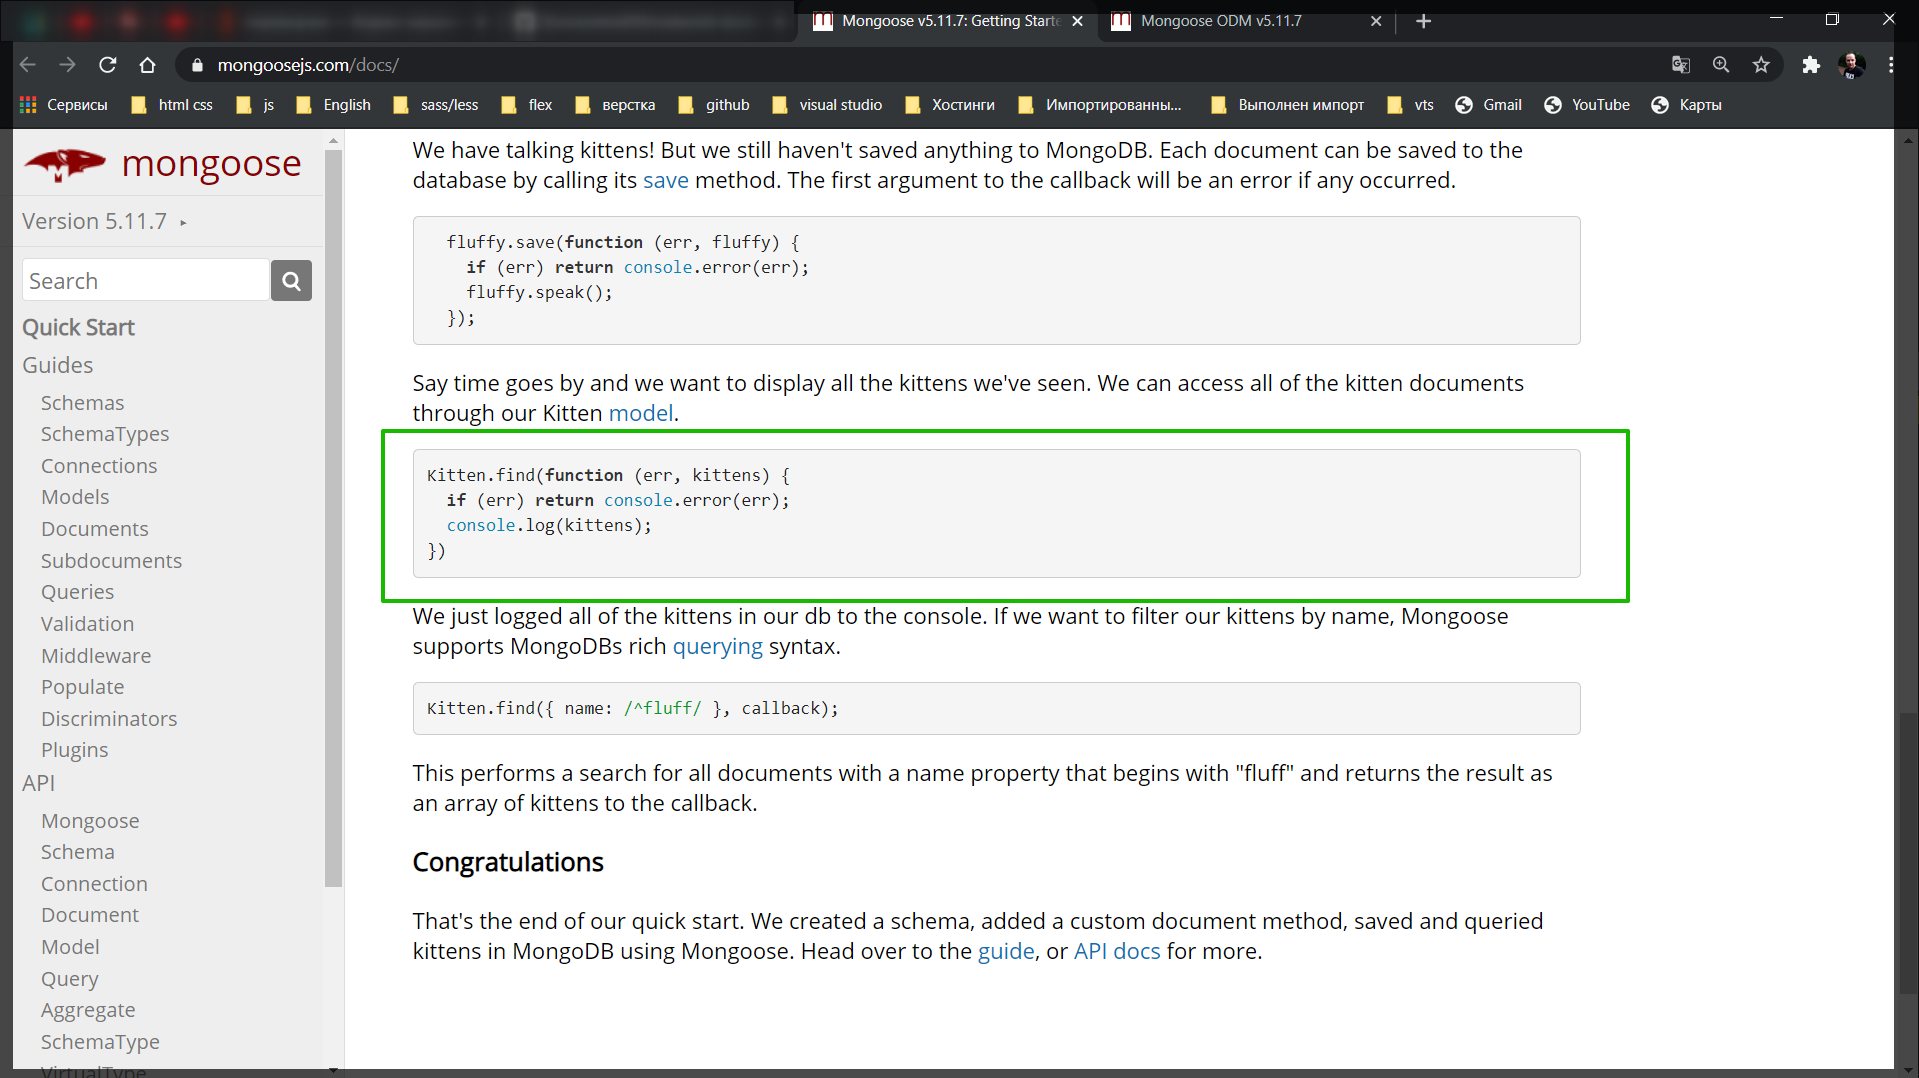 Mongoose v5.11.7: Getting Starte
Mongoose ODM v5.11.7
mongoosejs.com/docs/
Сервисы
html css
js
English
sass/less
flex
верстка
github
visual studio
Хостинги
Импортированны...
Выполнен импорт
vts
Gmail
YouTube
Карты
mongoose
Version 5.11.7
Search
Quick Start
Guides
Schemas
SchemaTypes
Connections
Models
Documents
Subdocuments
Queries
Validation
Middleware
Populate
Discriminators
Plugins
API
Mongoose
Schema
Connection
Document
Model
Query
Aggregate
SchemaType
VirtualType
We have talking kittens! But we still haven't saved anything to MongoDB. Each document can be saved to the
database by calling its save method. The first argument to the callback will be an error if any occurred.
fluffy.save(function (err, fluffy) {
if (err) return console.error(err);
fluffy.speak();
});
Say time goes by and we want to display all the kittens we've seen. We can access all of the kitten documents
through our Kitten model.
Kitten.find(function (err, kittens) {
if (err) return console.error(err);
console.log(kittens);
})
We just logged all of the kittens in our db to the console. If we want to filter our kittens by name, Mongoose
supports MongoDBs rich querying syntax.
Kitten.find({ name: /^fluff/ }, callback);
This performs a search for all documents with a name property that begins with "fluff" and returns the result as
an array of kittens to the callback.
Congratulations
That's the end of our quick start. We created a schema, added a custom document method, saved and queried
kittens in MongoDB using Mongoose. Head over to the guide, or API docs for more.